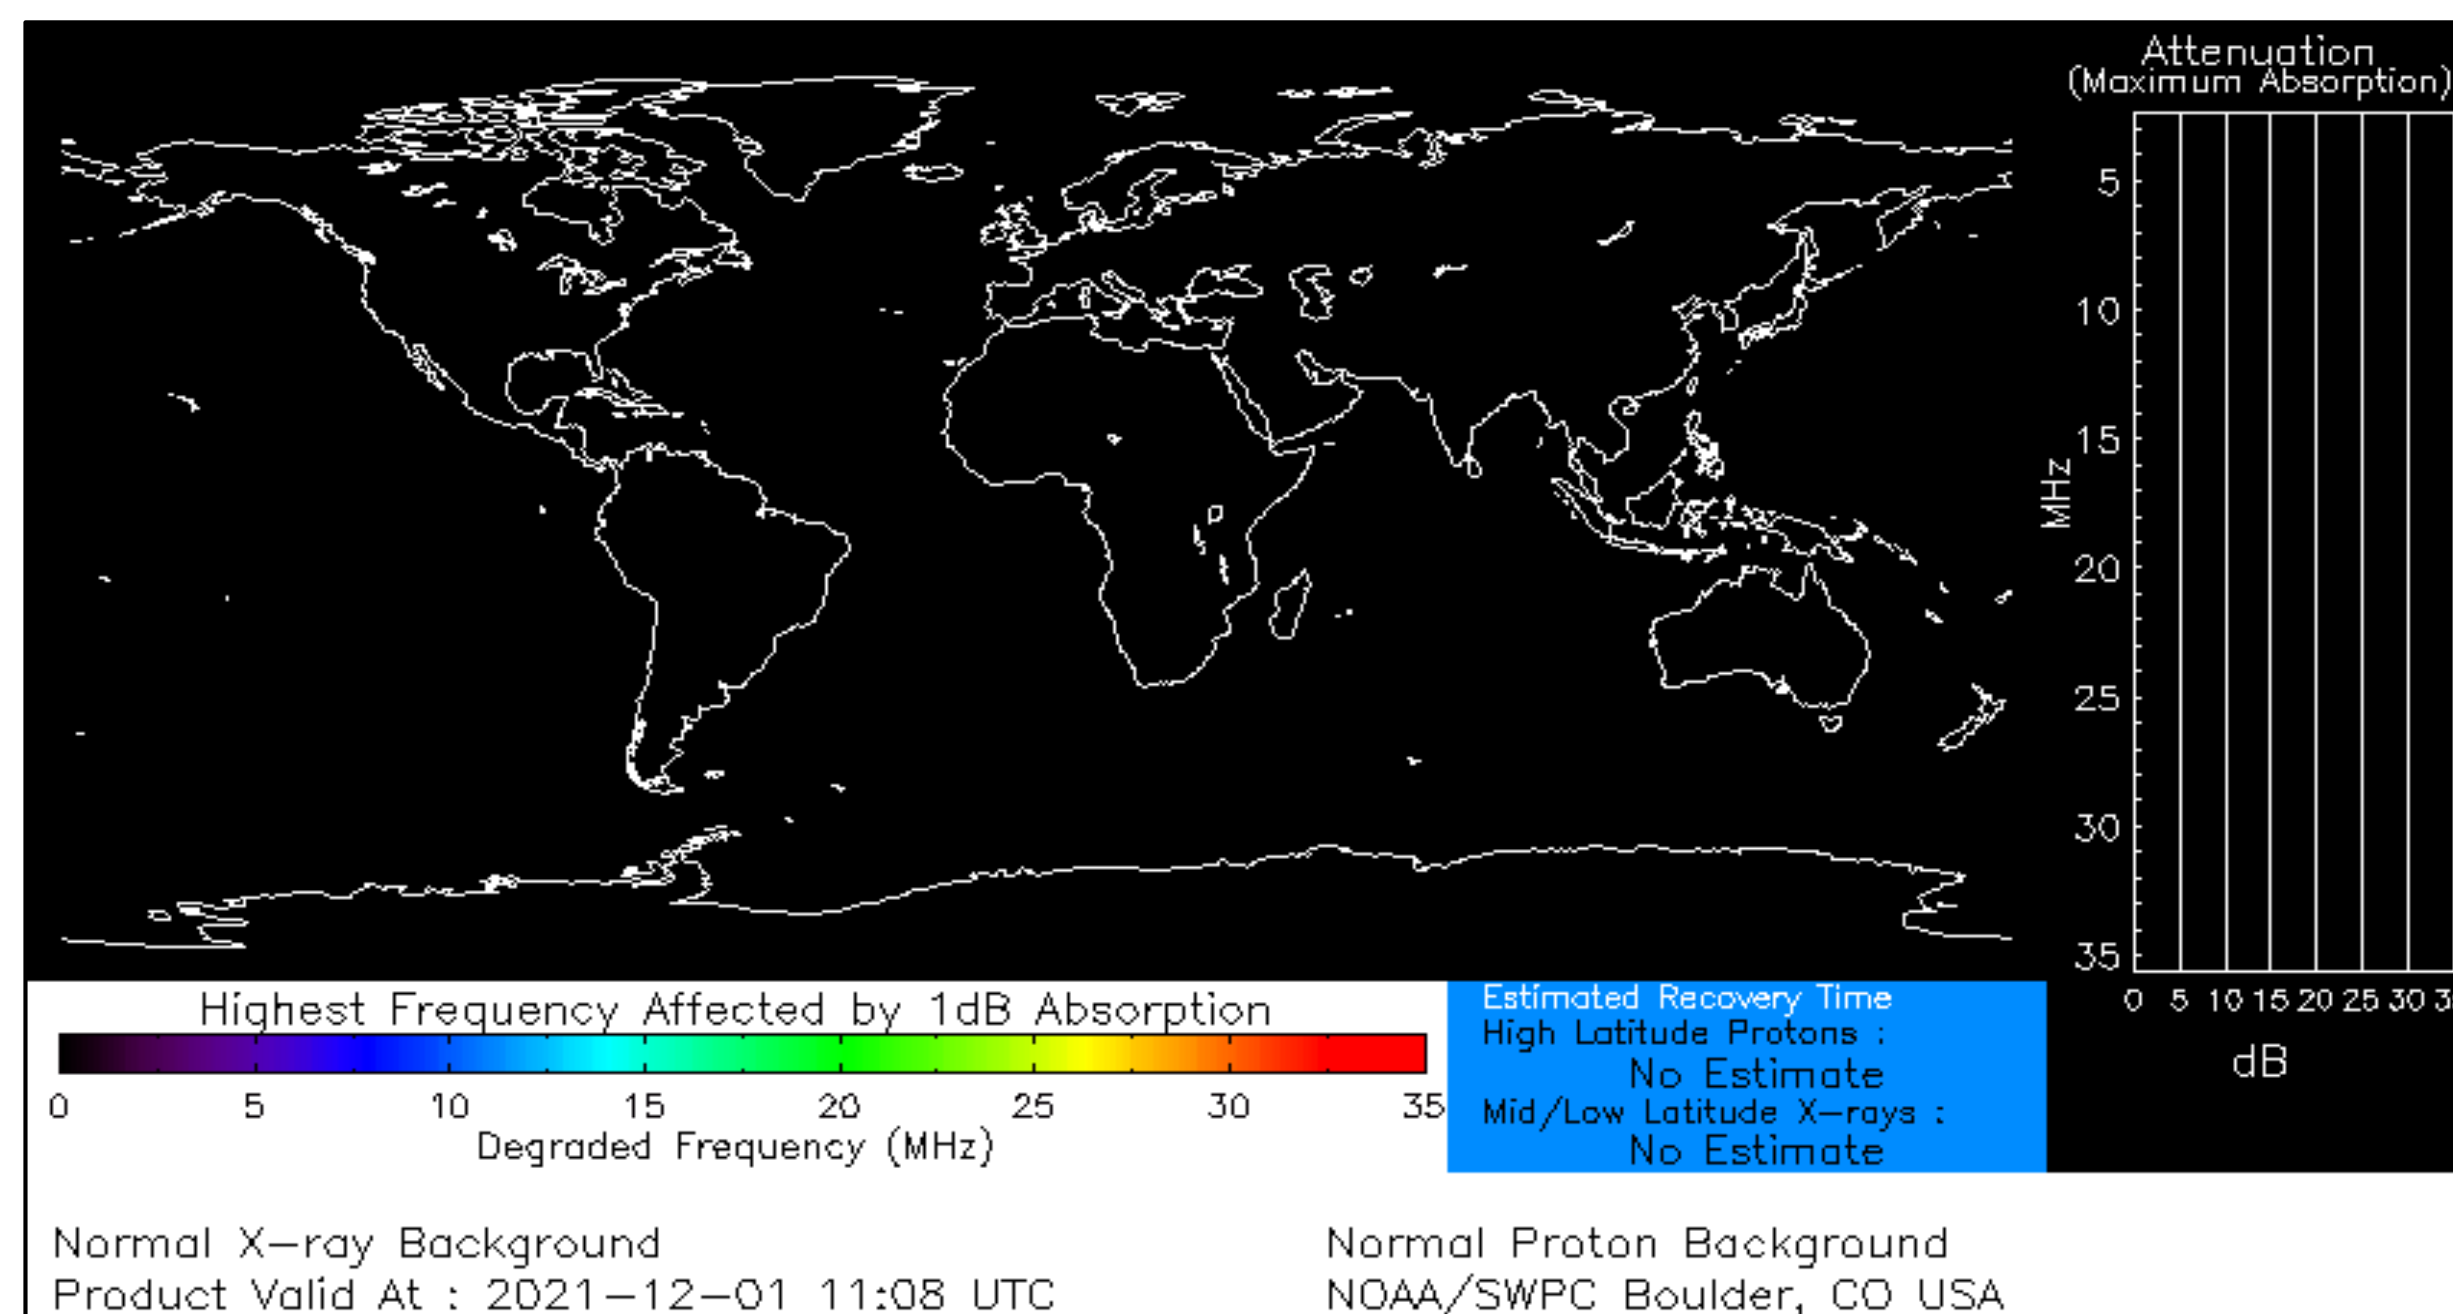 Attenuation
(Maximum Absorption)
5
10
15
20
25
30
35
MHz
0 5 10 15 20 25 30
dB
Highest Frequency Affected by 1dB Absorption
0 5 10 15 20 25 30 35
Degraded Frequency (MHz)
Estimated Recovery Time
High Latitude Protons :
No Estimate
Mid/Low Latitude X-rays :
No Estimate
Normal X-ray Background
Normal Proton Background
Product Valid At : 2021-12-01 11:08 UTC
NOAA/SWPC Boulder, CO USA